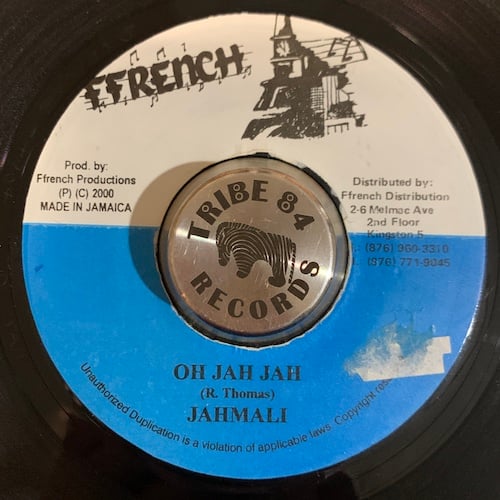 FFRENCH
Prod. by:
Ffrench Productions
(P) (C) 2000
MADE IN JAMAICA
Distributed by:
Ffrench Distribution
2-6 Melmac Ave
2nd Floor
Kingston 5
(876) 960-3310
(876) 771-9045
TRIBE 84
RECORDS
OH JAH JAH
(R. Thomas)
JAHMALI
Unauthorized Duplication is a violation of applicable laws. Copyright